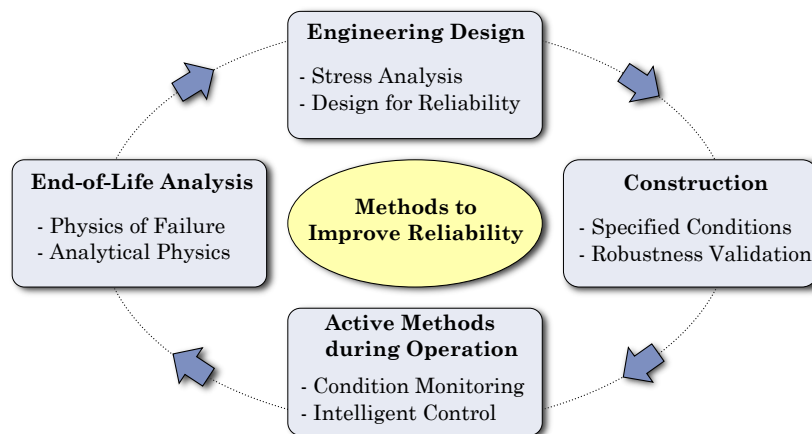 Engineering Design
- Stress Analysis
- Design for Reliability
End-of-Life Analysis
- Physics of Failure
- Analytical Physics
Methods to
Improve Reliability
Construction
- Specified Conditions
- Robustness Validation
Active Methods
during Operation
- Condition Monitoring
- Intelligent Control